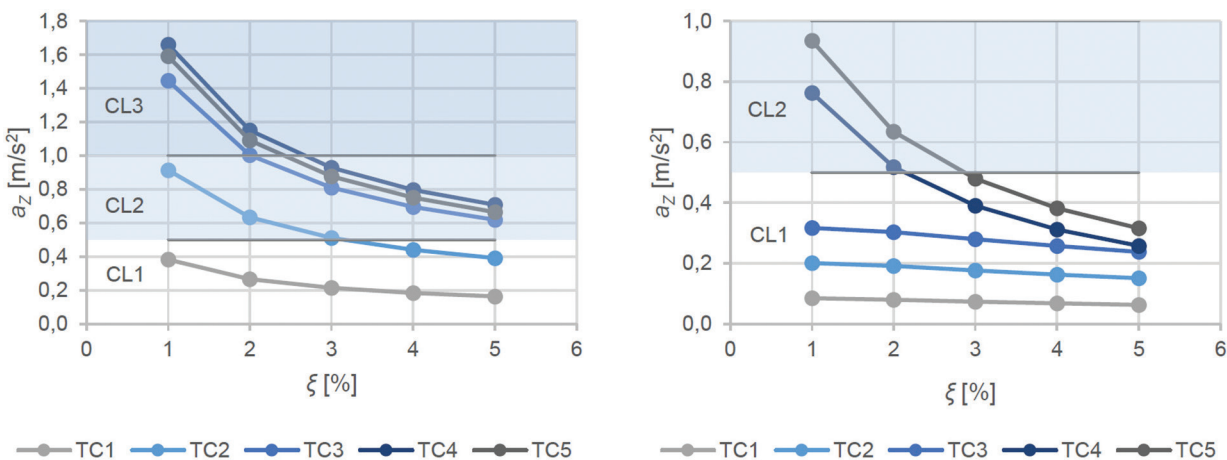 1,8
1,6
1,4
1,2
1,0
0,8
0,6
0,4
0,2
0,0
a_Z [m/s²]
CL3
CL2
CL1
0 1 2 3 4 5 6
ξ [%]
TC1 TC2 TC3 TC4 TC5
1,0
0,8
0,6
0,4
0,2
0,0
a_Z [m/s²]
CL2
CL1
0 1 2 3 4 5 6
ξ [%]
TC1 TC2 TC3 TC4 TC5